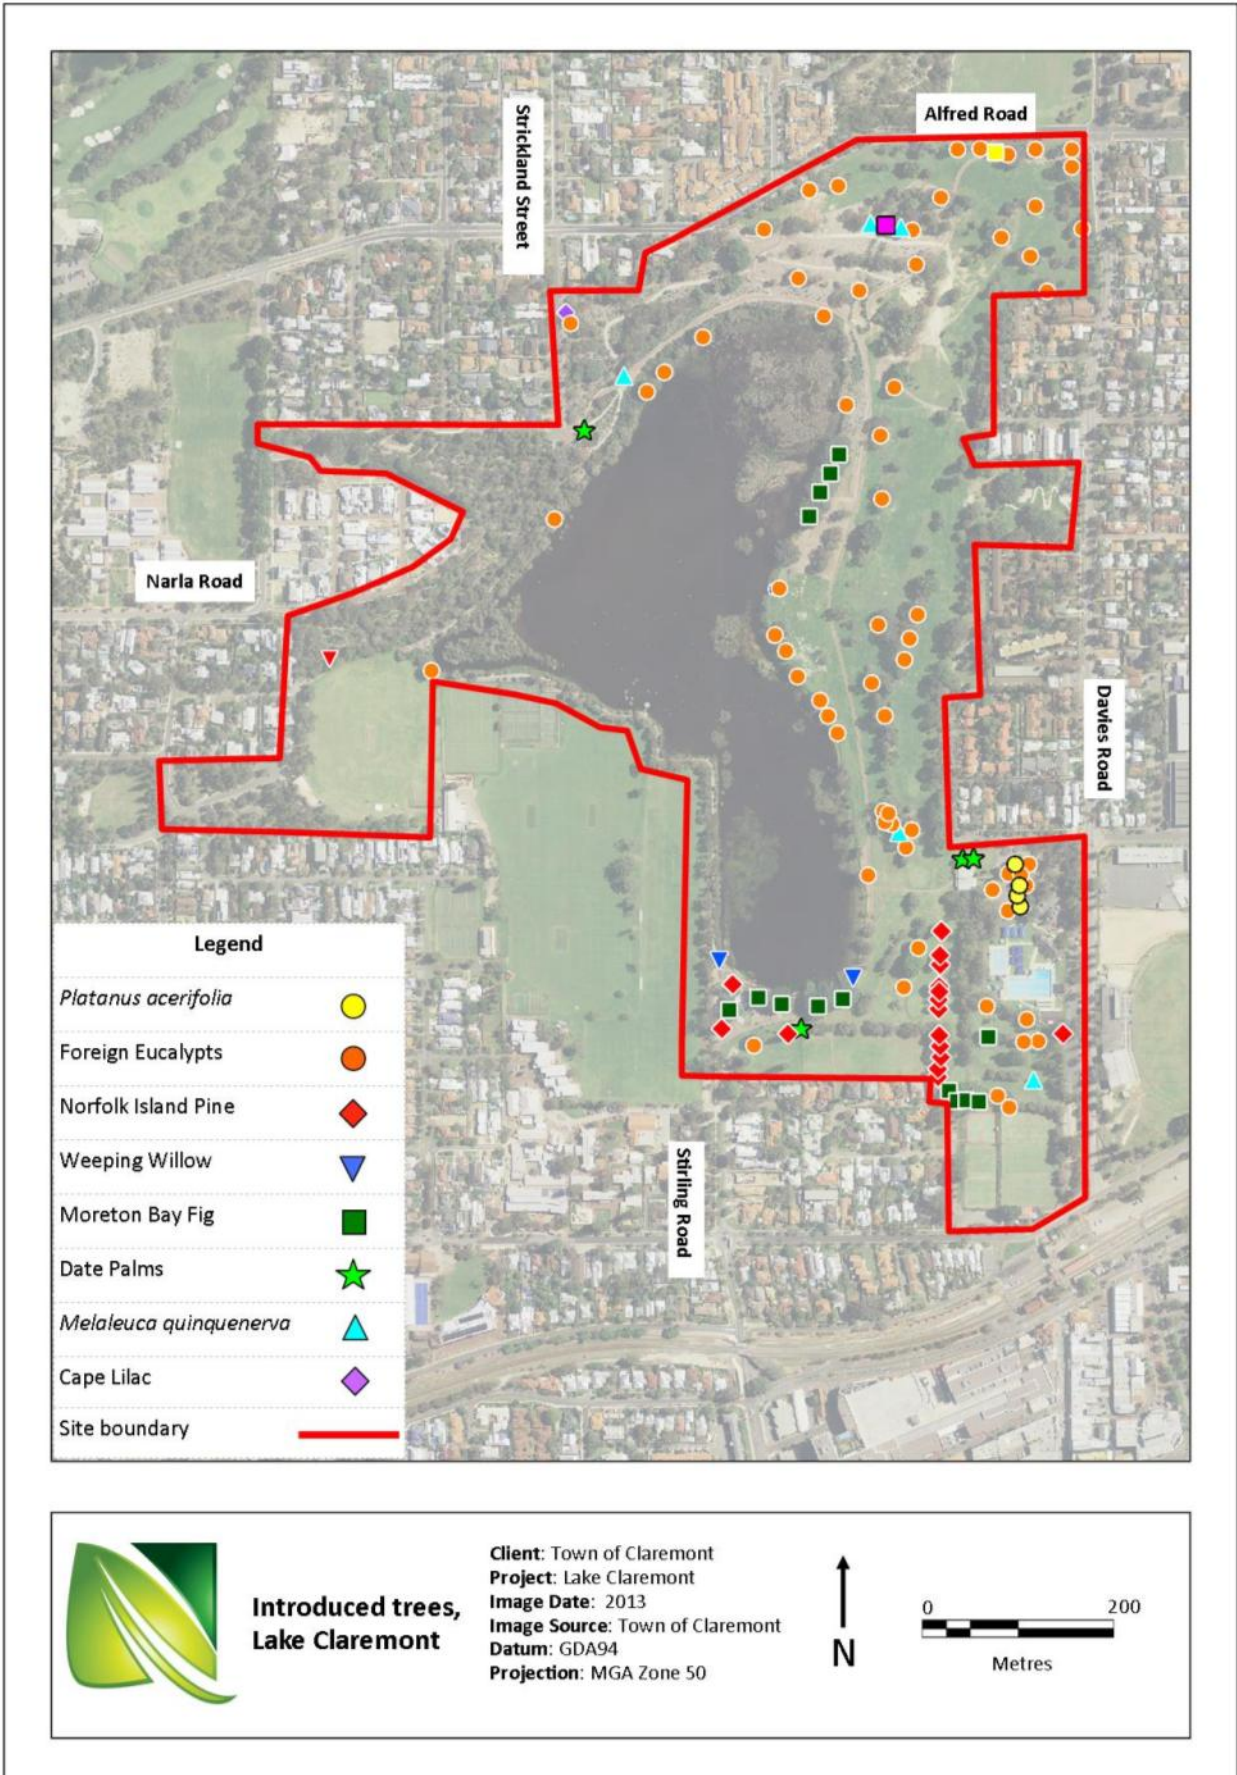 Alfred Road
Strickland Street
Narla Road
Davies Road
Stirling Road
Legend
Platanus acerifolia
Foreign Eucalypts
Norfolk Island Pine
Weeping Willow
Moreton Bay Fig
Date Palms
Melaleuca quinquenerva
Cape Lilac
Site boundary
Introduced trees,
Lake Claremont
Client: Town of Claremont
Project: Lake Claremont
Image Date: 2013
Image Source: Town of Claremont
Datum: GDA94
Projection: MGA Zone 50
N
0 200
Metres